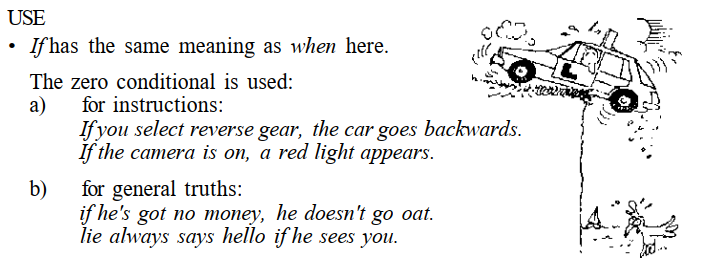 USE
• If has the same meaning as when here.
The zero conditional is used:
a) for instructions:
If you select reverse gear, the car goes backwards.
If the camera is on, a red light appears.
b) for general truths:
if he's got no money, he doesn't go oat.
lie always says hello if he sees you.
L